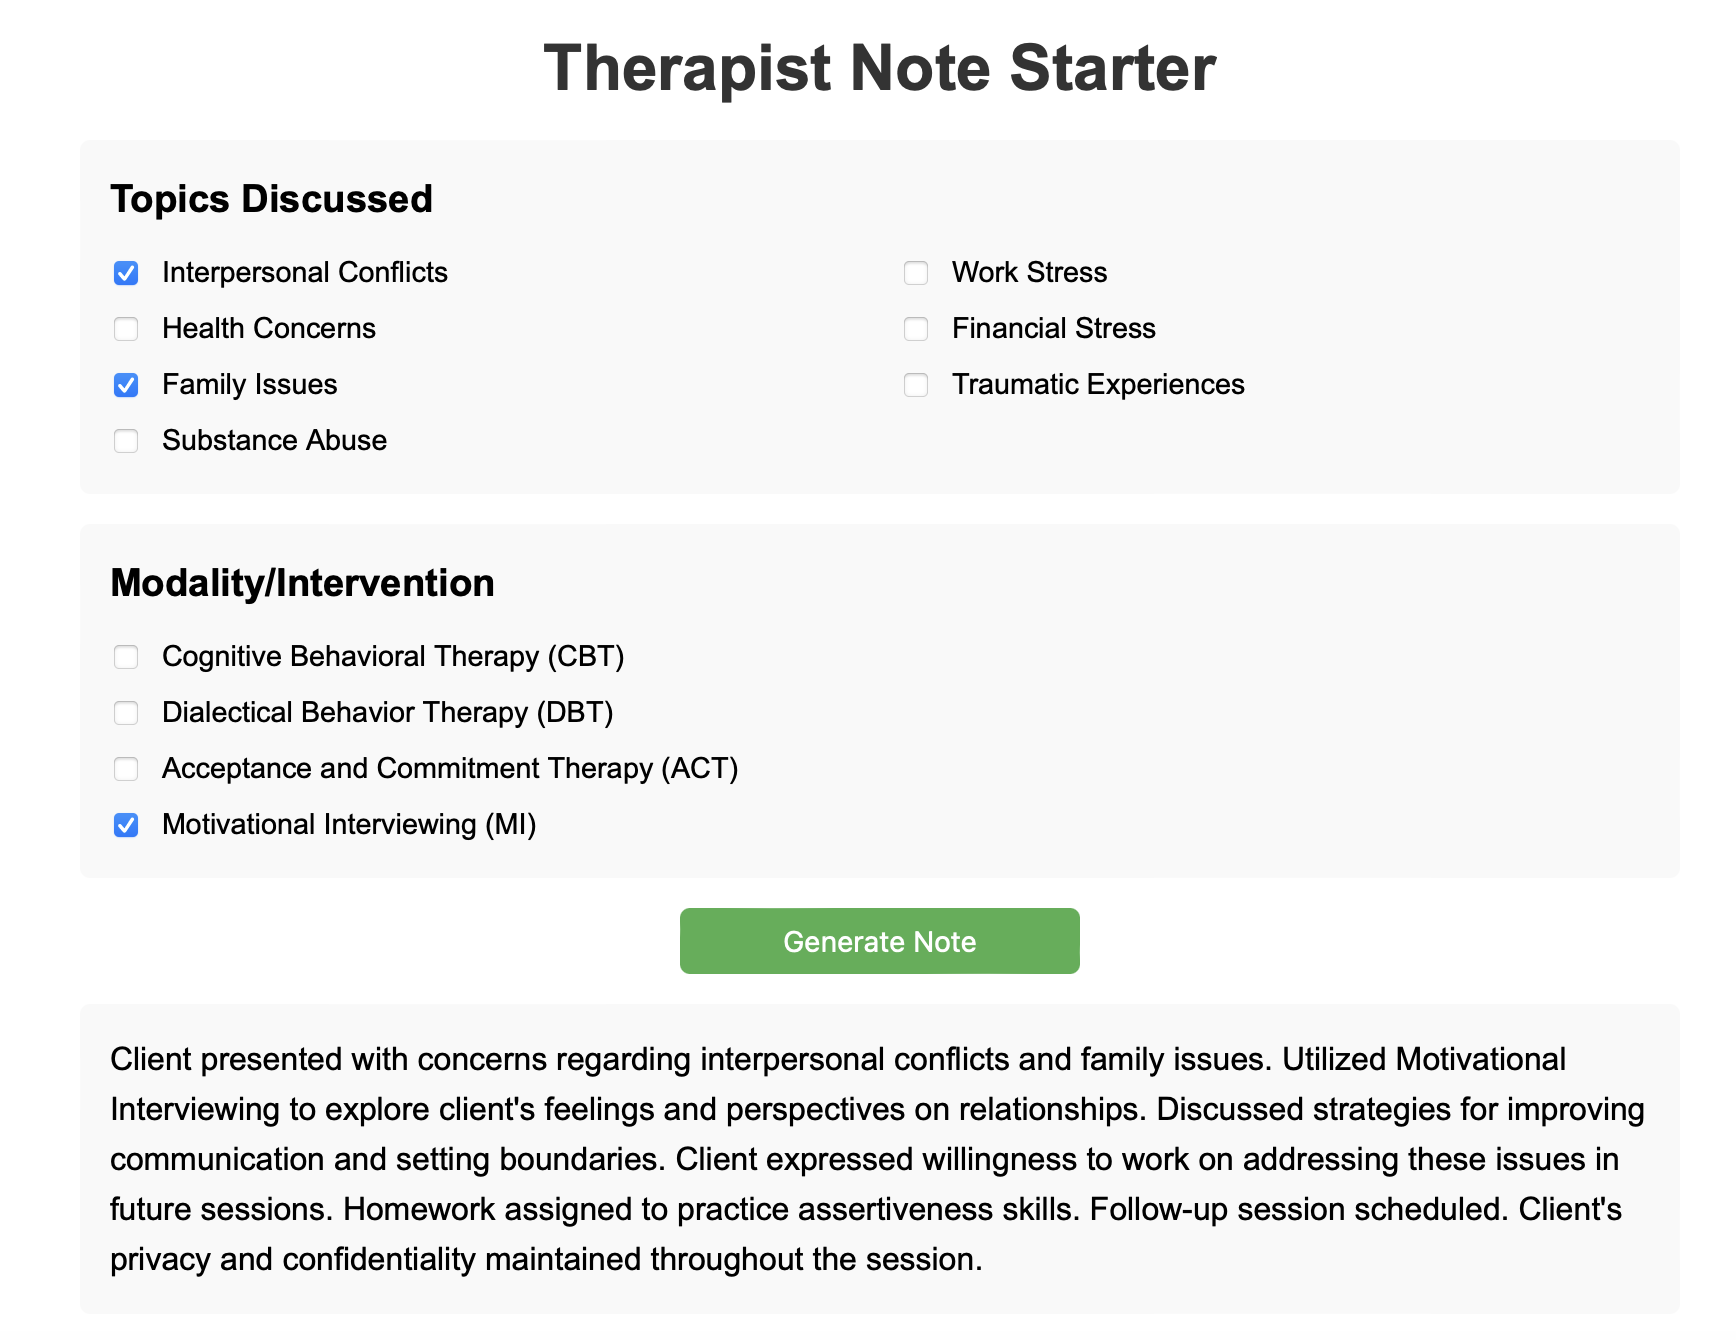 Therapist Note Starter
Topics Discussed
Interpersonal Conflicts
Work Stress
Health Concerns
Financial Stress
Family Issues
Traumatic Experiences
Substance Abuse
Modality/Intervention
Cognitive Behavioral Therapy (CBT)
Dialectical Behavior Therapy (DBT)
Acceptance and Commitment Therapy (ACT)
Motivational Interviewing (MI)
Generate Note
Client presented with concerns regarding interpersonal conflicts and family issues. Utilized Motivational
Interviewing to explore client's feelings and perspectives on relationships. Discussed strategies for improving
communication and setting boundaries. Client expressed willingness to work on addressing these issues in
future sessions. Homework assigned to practice assertiveness skills. Follow-up session scheduled. Client's
privacy and confidentiality maintained throughout the session.